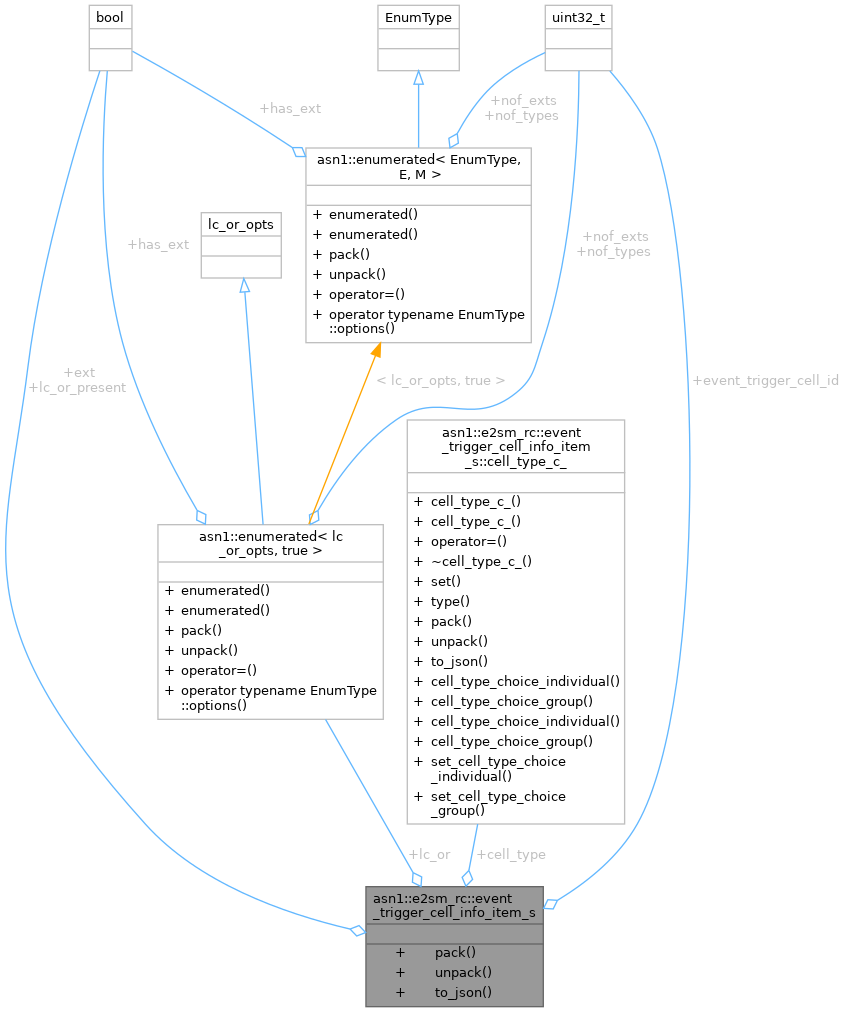 bool
EnumType
uint32_t
+has_ext
+nof_exts
+nof_types
asn1::enumerated< EnumType,
E, M >
+ enumerated()
+ enumerated()
+ pack()
+ unpack()
+ operator=()
+ operator typename EnumType
::options()
lc_or_opts
+has_ext
+nof_exts
+nof_types
+ext
+lc_or_present
< lc_or_opts, true >
+event_trigger_cell_id
asn1::e2sm_rc::event
_trigger_cell_info_item
_s::cell_type_c_
+ cell_type_c_()
+ cell_type_c_()
+ operator=()
+ ~cell_type_c_()
+ set()
+ type()
+ pack()
+ unpack()
+ to_json()
+ cell_type_choice_individual()
+ cell_type_choice_group()
+ cell_type_choice_individual()
+ cell_type_choice_group()
+ set_cell_type_choice
_individual()
+ set_cell_type_choice
_group()
asn1::enumerated< lc
_or_opts, true >
+ enumerated()
+ enumerated()
+ pack()
+ unpack()
+ operator=()
+ operator typename EnumType
::options()
+lc_or
+cell_type
asn1::e2sm_rc::event
_trigger_cell_info_item_s
+ pack()
+ unpack()
+ to_json()